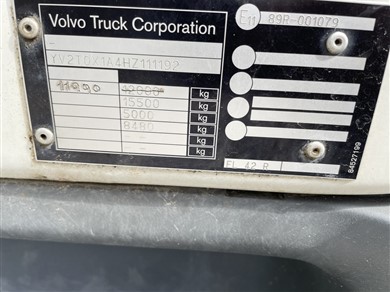 Volvo Truck Corporation
E11 89R-001079
-
YV2T0X1A4HZ111192
11990 12000 kg
15500 kg
5000 kg
8480 kg
- kg
FL 42 R
84527199